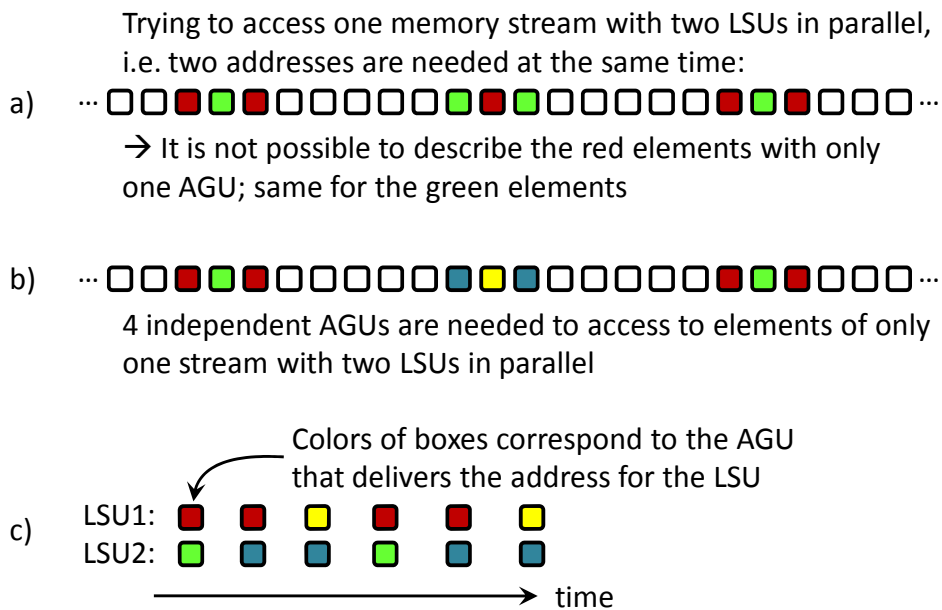 Trying to access one memory stream with two LSUs in parallel,
i.e. two addresses are needed at the same time:
a) ... ...
→ It is not possible to describe the red elements with only
one AGU; same for the green elements
b) ... ...
4 independent AGUs are needed to access to elements of only
one stream with two LSUs in parallel
Colors of boxes correspond to the AGU
that delivers the address for the LSU
c)
LSU1:
LSU2:
time